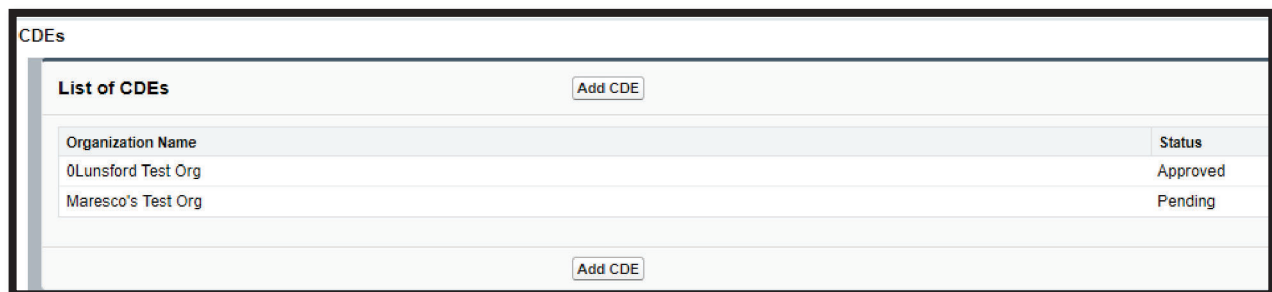 CDEs
List of CDEs Add CDE
Organization Name Status
0Lunsford Test Org Approved
Maresco's Test Org Pending
Add CDE